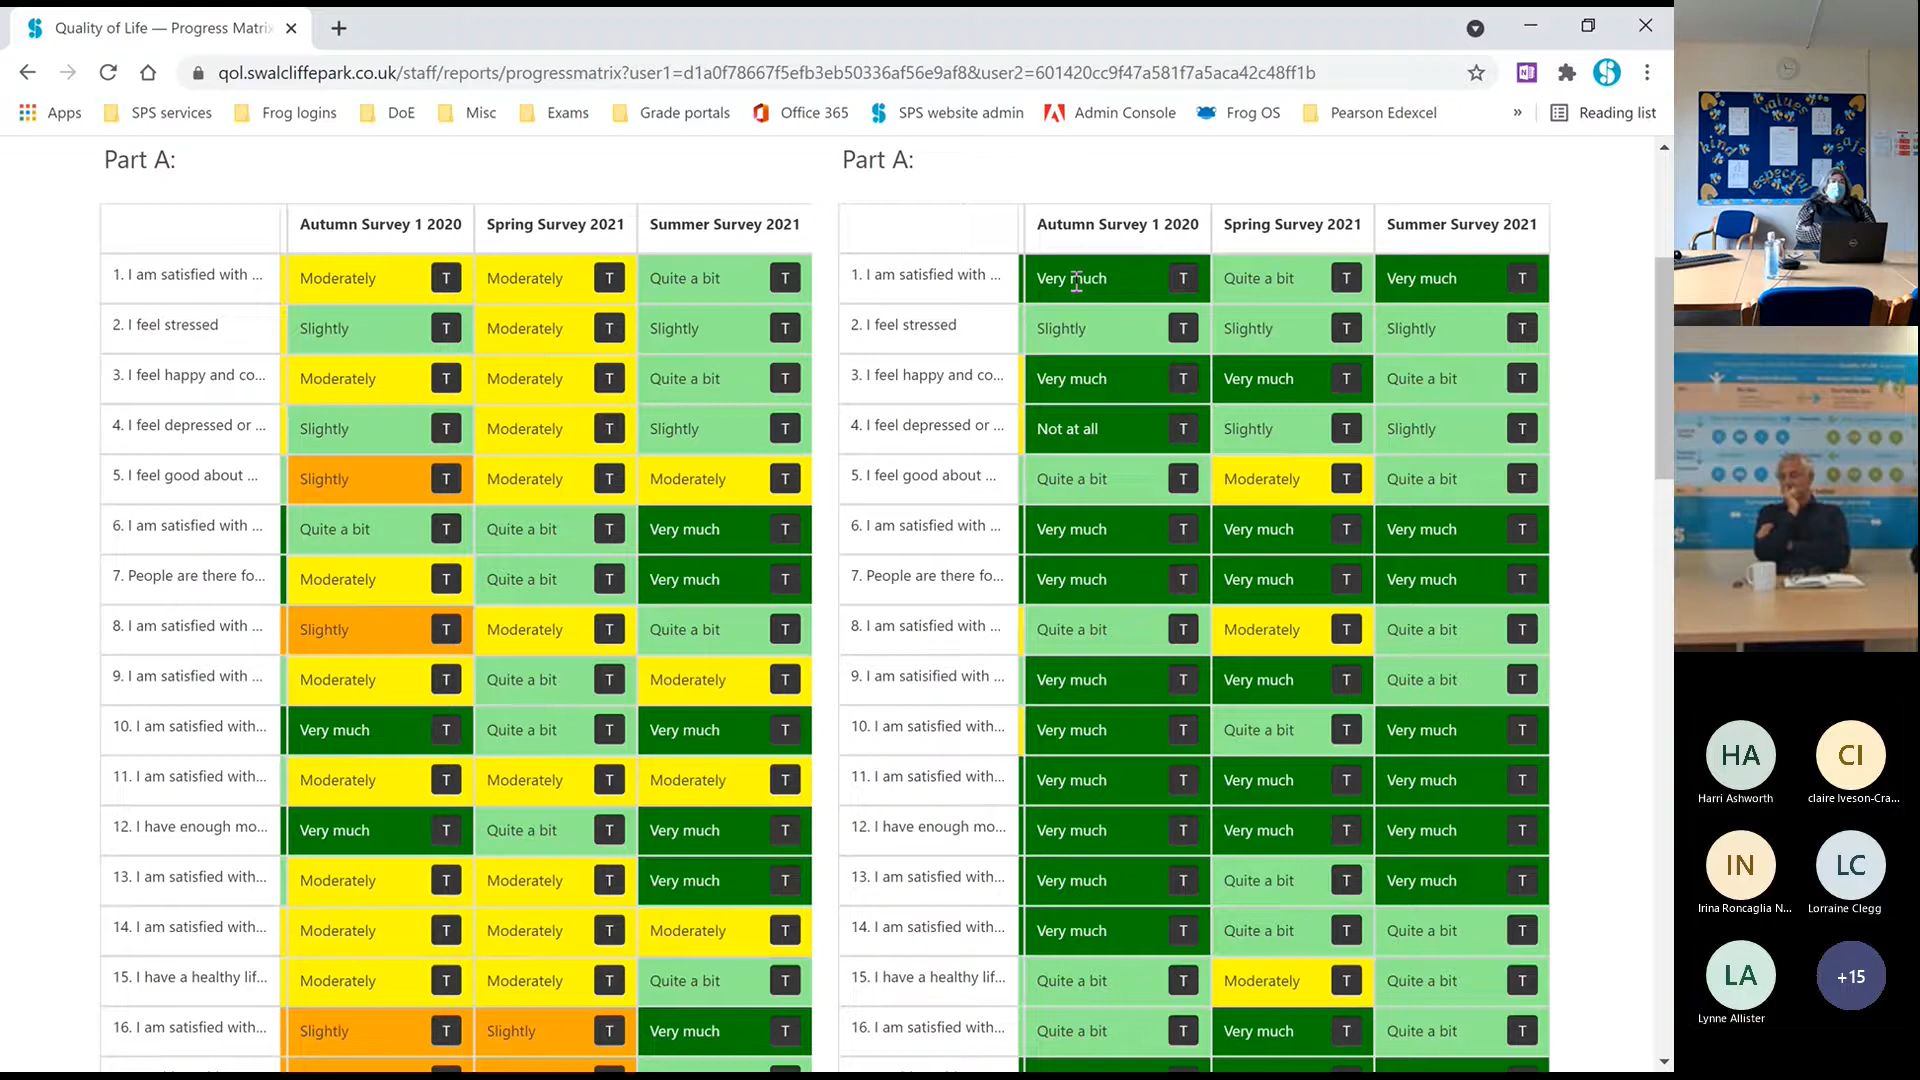 Quality of Life — Progress Matrix
qol.swalcliffepark.co.uk/staff/reports/progressmatrix?user1=d1a0f78667f5efb3eb50336af56e9af8&user2=601420cc9f47a581f7a5aca42c48ff1b
Apps SPS services Frog logins DoE Misc Exams Grade portals Office 365 SPS website admin Admin Console Frog OS Pearson Edexcel » Reading list
Part A:
Autumn Survey 1 2020 Spring Survey 2021 Summer Survey 2021
1. I am satisfied with ... Moderately T Moderately T Quite a bit T
2. I feel stressed Slightly T Moderately T Slightly T
3. I feel happy and co... Moderately T Moderately T Quite a bit T
4. I feel depressed or ... Slightly T Moderately T Slightly T
5. I feel good about ... Slightly T Moderately T Moderately T
6. I am satisfied with ... Quite a bit T Quite a bit T Very much T
7. People are there fo... Moderately T Quite a bit T Very much T
8. I am satisfied with ... Slightly T Moderately T Quite a bit T
9. I am satisfied with ... Moderately T Quite a bit T Moderately T
10. I am satisfied with... Very much T Quite a bit T Very much T
11. I am satisfied with... Moderately T Moderately T Moderately T
12. I have enough mo... Very much T Quite a bit T Very much T
13. I am satisfied with... Moderately T Moderately T Very much T
14. I am satisfied with... Moderately T Moderately T Moderately T
15. I have a healthy lif... Moderately T Moderately T Quite a bit T
16. I am satisfied with... Slightly T Slightly T Very much T
Part A:
Autumn Survey 1 2020 Spring Survey 2021 Summer Survey 2021
1. I am satisfied with ... Very much T Quite a bit T Very much T
2. I feel stressed Slightly T Slightly T Slightly T
3. I feel happy and co... Very much T Very much T Quite a bit T
4. I feel depressed or ... Not at all T Slightly T Slightly T
5. I feel good about ... Quite a bit T Moderately T Quite a bit T
6. I am satisfied with ... Very much T Very much T Very much T
7. People are there fo... Very much T Very much T Very much T
8. I am satisfied with ... Quite a bit T Moderately T Quite a bit T
9. I am satisified with ... Very much T Very much T Quite a bit T
10. I am satisfied with... Very much T Quite a bit T Very much T
11. I am satisfied with... Very much T Very much T Very much T
12. I have enough mo... Very much T Very much T Very much T
13. I am satisfied with... Very much T Quite a bit T Very much T
14. I am satisfied with... Very much T Quite a bit T Quite a bit T
15. I have a healthy lif... Quite a bit T Moderately T Quite a bit T
16. I am satisfied with... Quite a bit T Very much T Quite a bit T
values
kind
safe
respectful
HA CI
Harri Ashworth claire Iveson-Cra...
IN LC
Irina Roncaglia N... Lorraine Clegg
LA +15
Lynne Allister